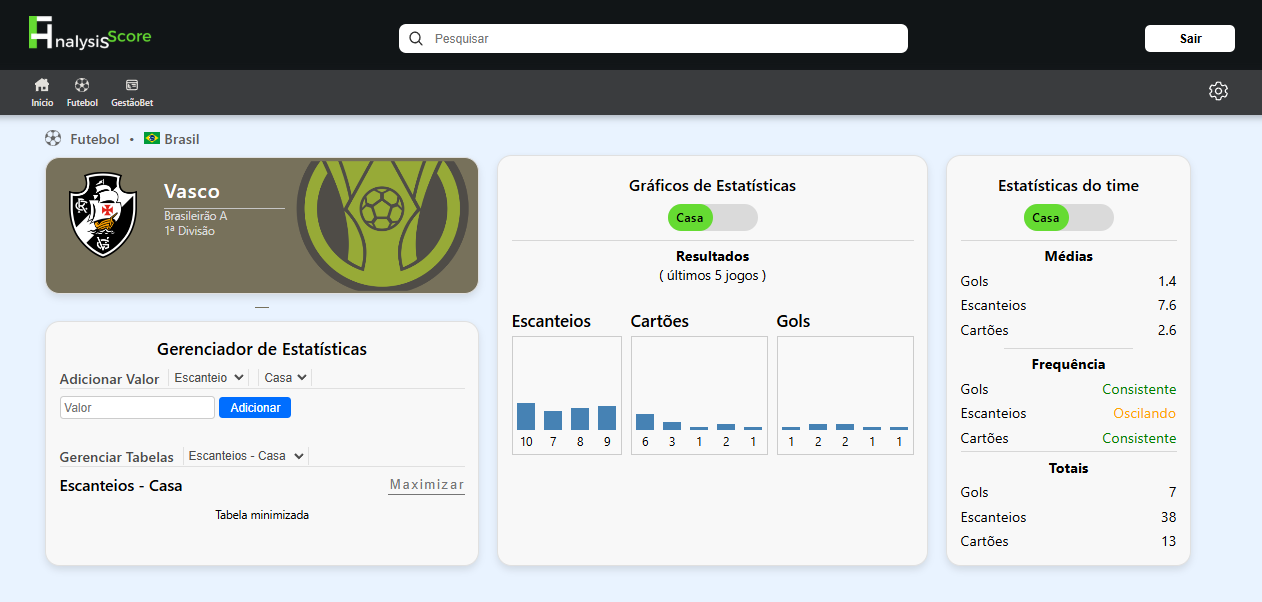 Analysis Score
Pesquisar
Sair
Início Futebol GestãoBet
Futebol • Brasil
Vasco
Brasileirão A
1ª Divisão
Gerenciador de Estatísticas
Adicionar Valor Escanteio Casa
Valor Adicionar
Gerenciar Tabelas Escanteios - Casa
Escanteios - Casa Maximizar
Tabela minimizada
Gráficos de Estatísticas
Casa
Resultados
( últimos 5 jogos )
Escanteios Cartões Gols
10 7 8 9 6 3 1 2 1 1 2 2 1 1
Estatísticas do time
Casa
Médias
Gols 1.4
Escanteios 7.6
Cartões 2.6
Frequência
Gols Consistente
Escanteios Oscilando
Cartões Consistente
Totais
Gols 7
Escanteios 38
Cartões 13